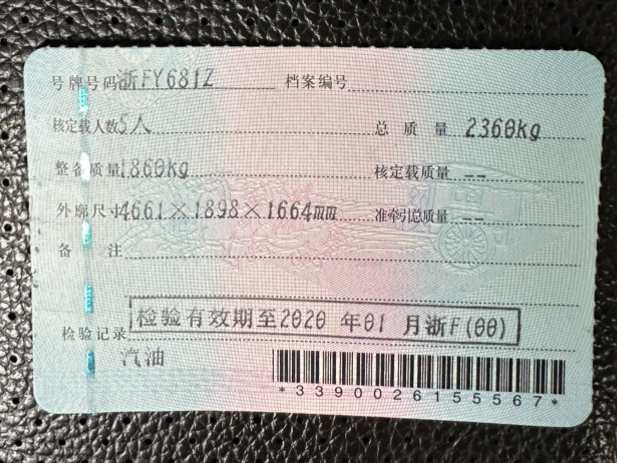 号牌号码浙FY681Z 档案编号
核定载人数5人 总质量 2360kg
整备质量1860kg 核定载质量 --
外廓尺寸4661×1898×1664mm 准牵引总质量 --
备注
检验记录 检验有效期至2020 年01 月浙F(00)
汽油
*3390026155567*